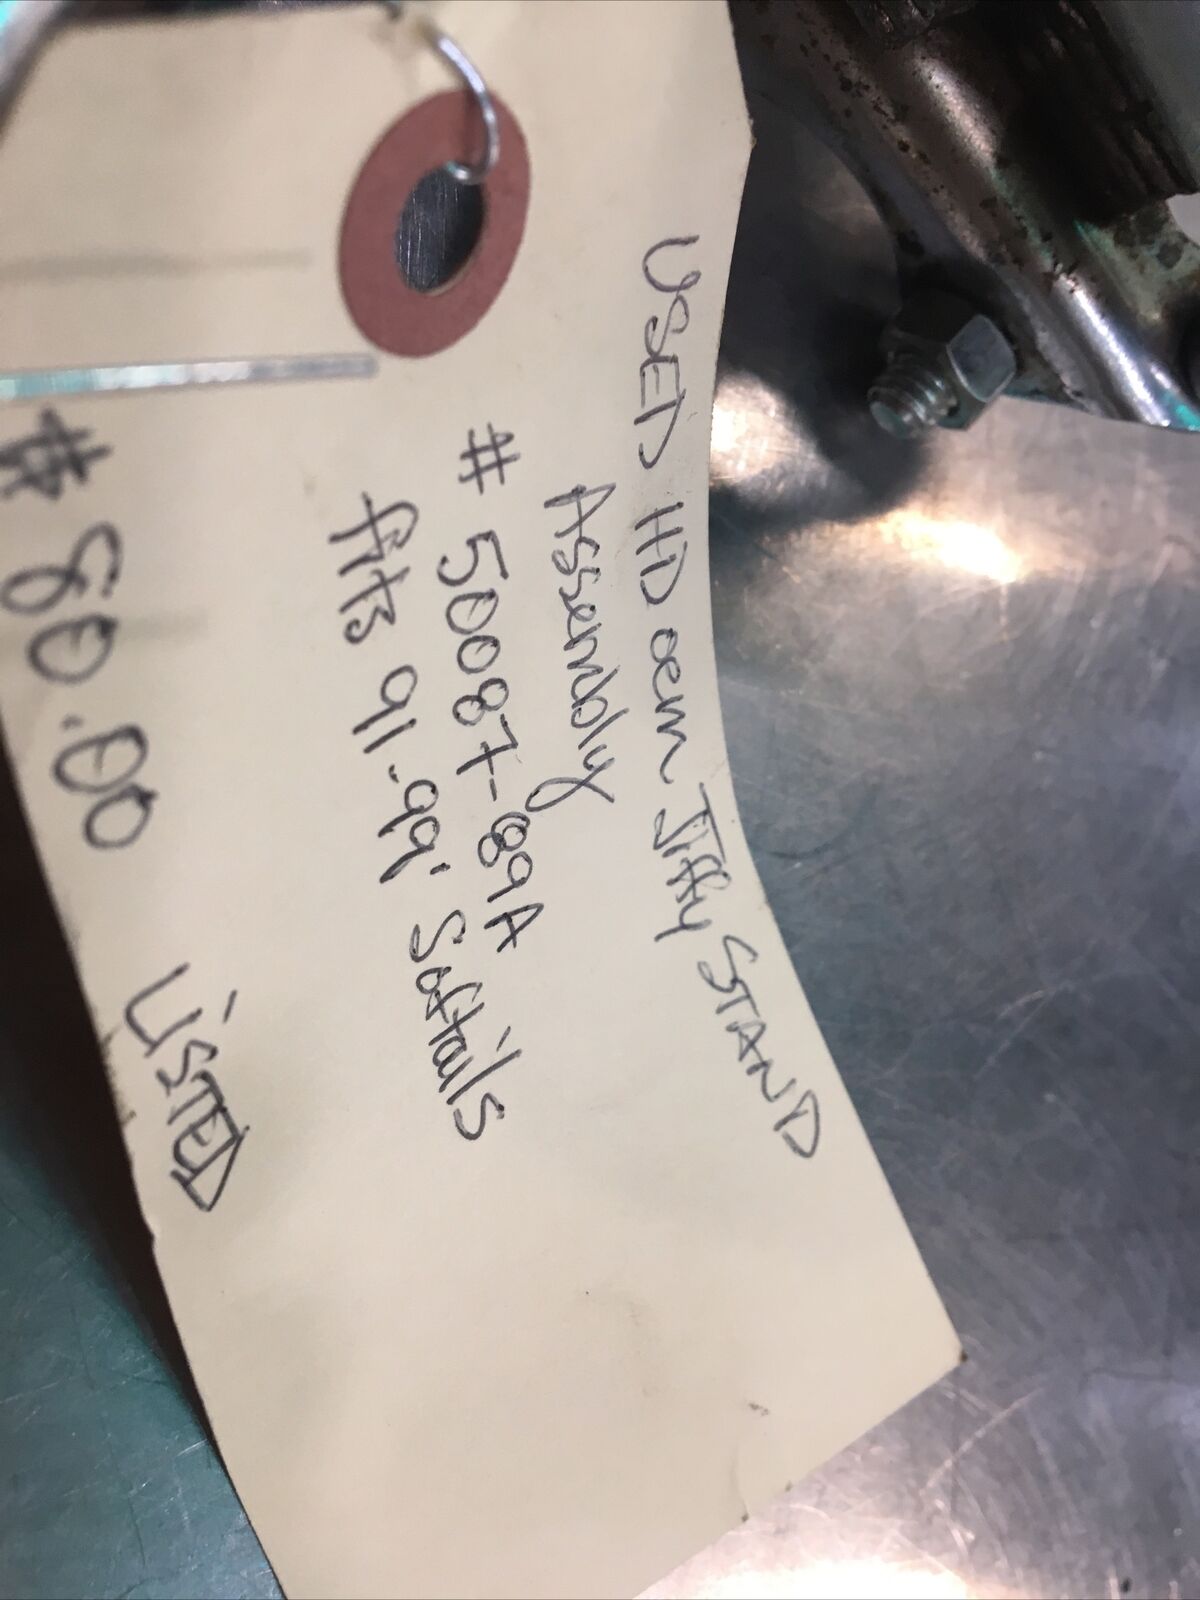 USED HD oem Jiffy STAND
Assembly
# 50087-89A
fits 91-99' Softails
$80.00
LISTED